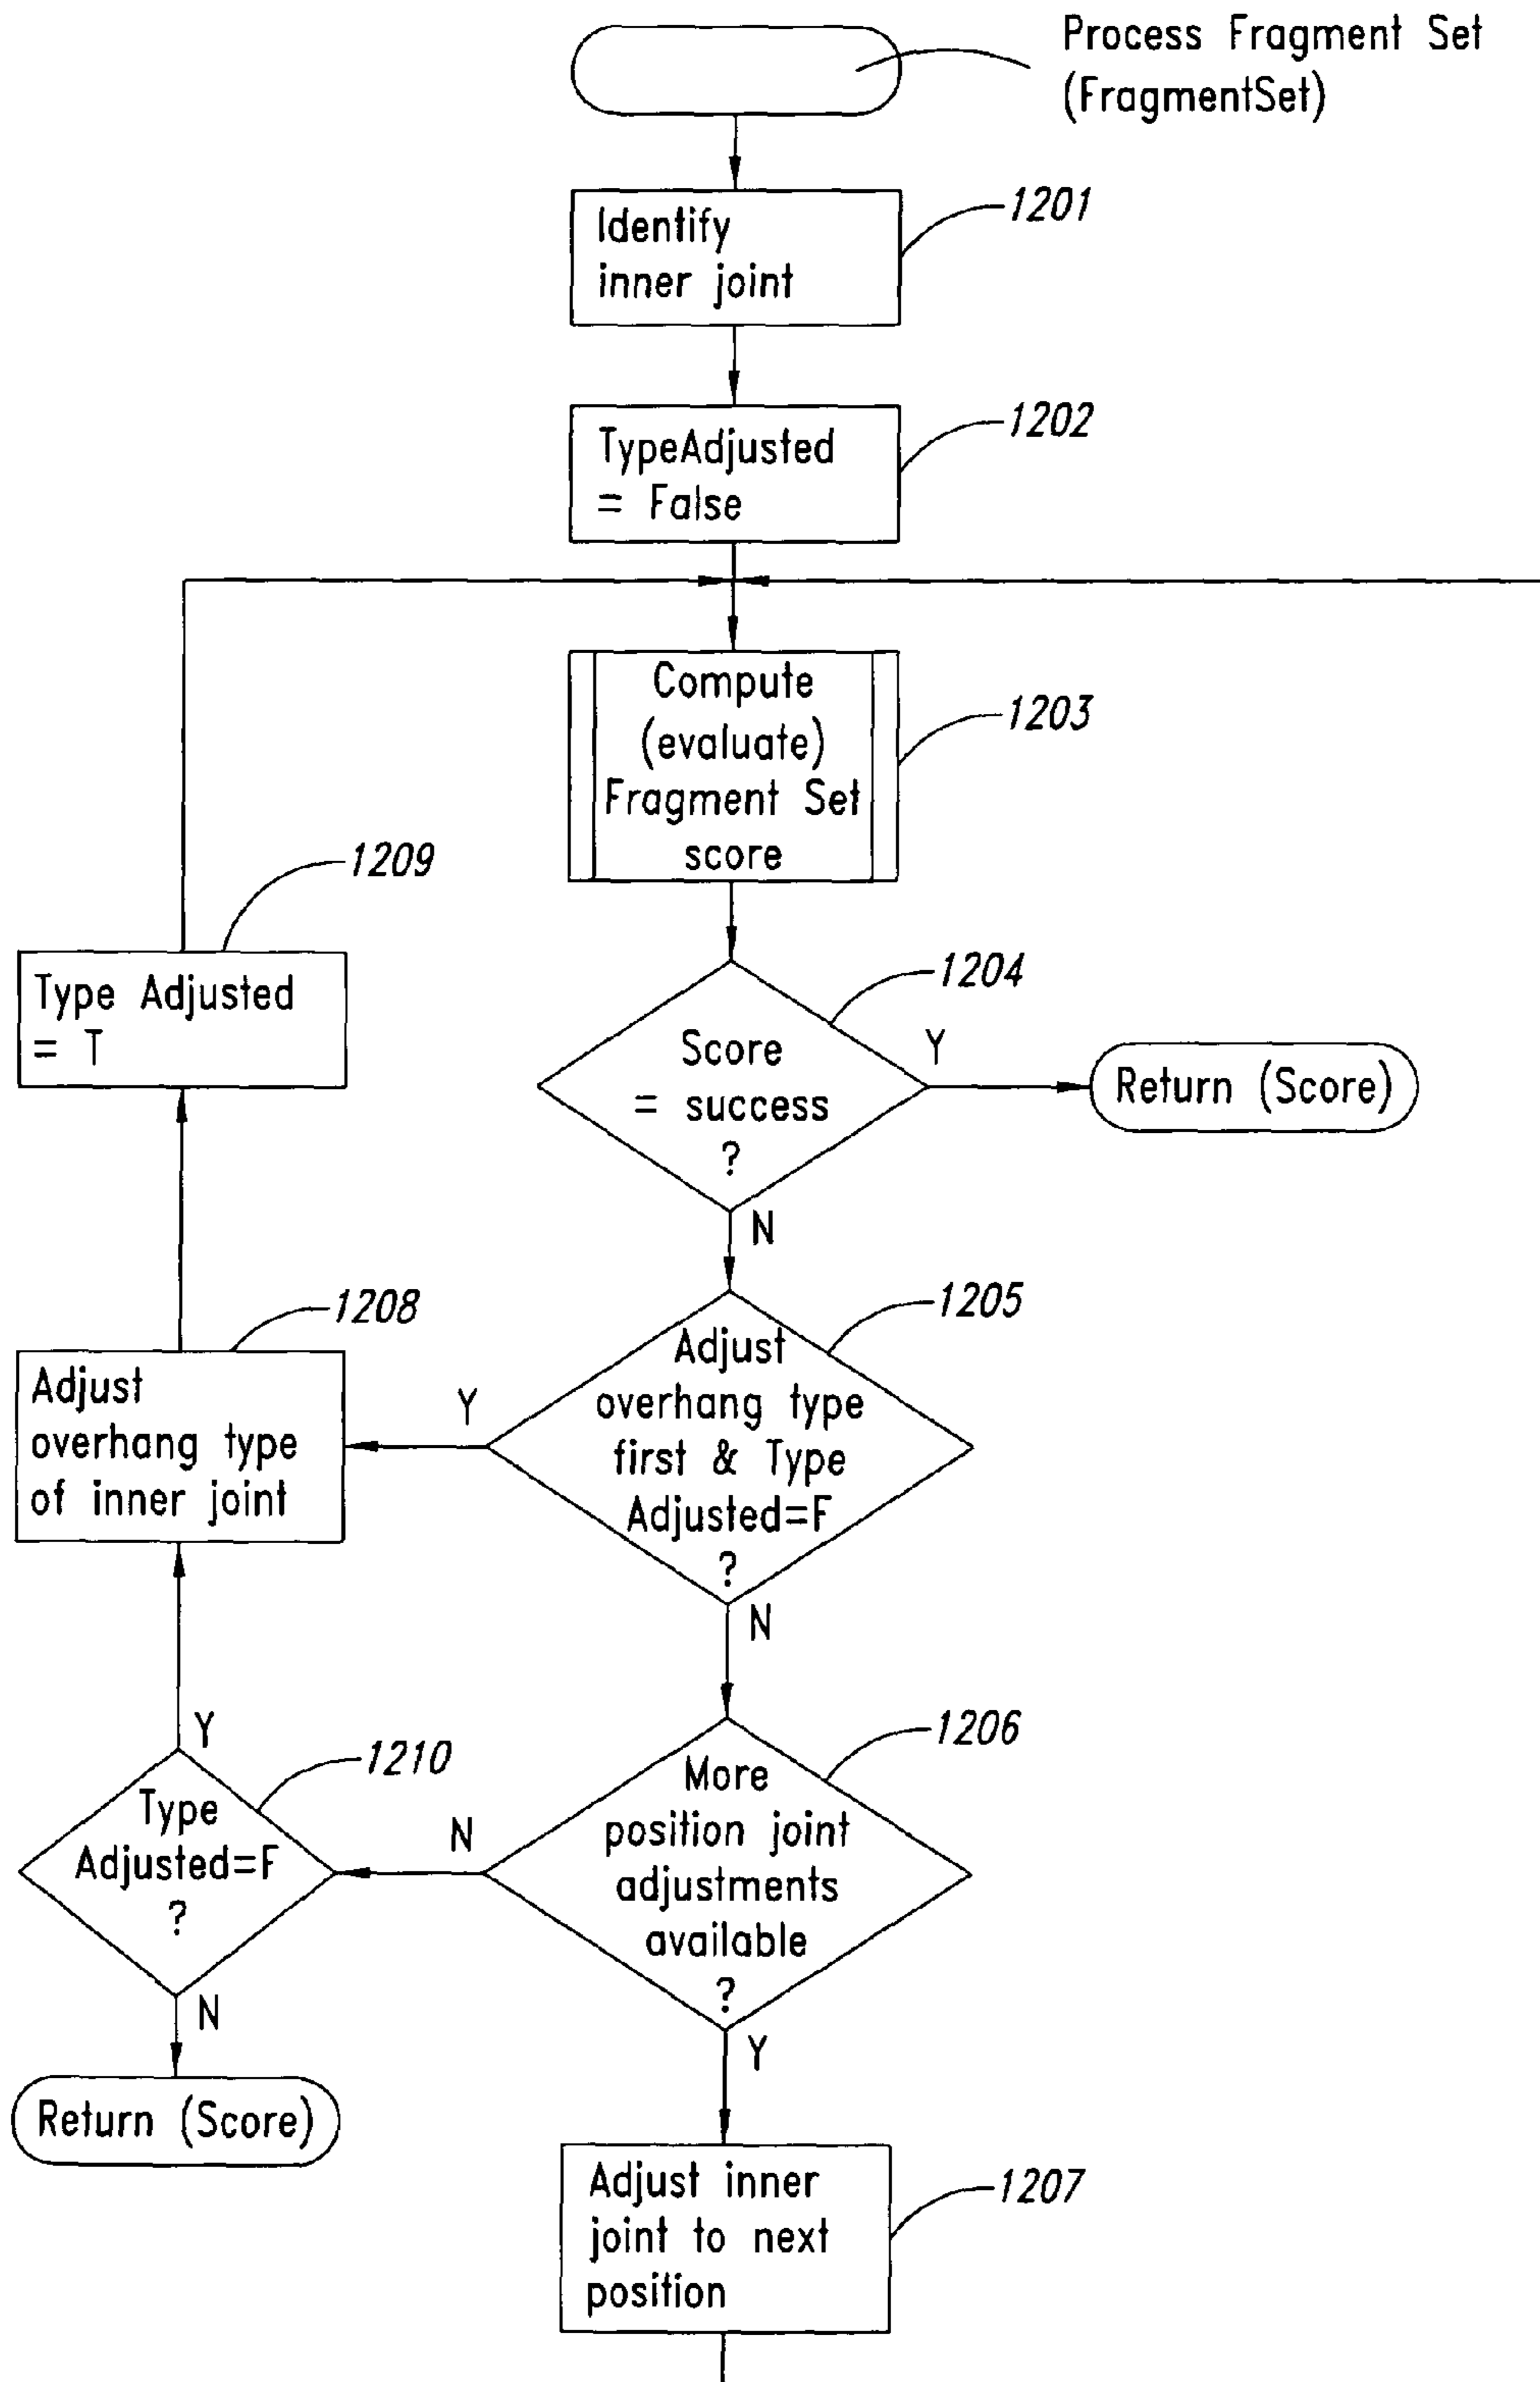 Process Fragment Set
(FragmentSet)
Identify
inner joint
1201
TypeAdjusted
= False
1202
Compute
(evaluate)
Fragment Set
score
1203
Type Adjusted
= T
1209
Score
= success
?
1204
Y
Return (Score)
N
Adjust
overhang type
first & Type
Adjusted=F
?
1205
Y
Adjust
overhang type
of inner joint
1208
N
More
position joint
adjustments
available
?
1206
N
Type
Adjusted=F
?
1210
Y
N
Return (Score)
Y
Adjust inner
joint to next
position
1207